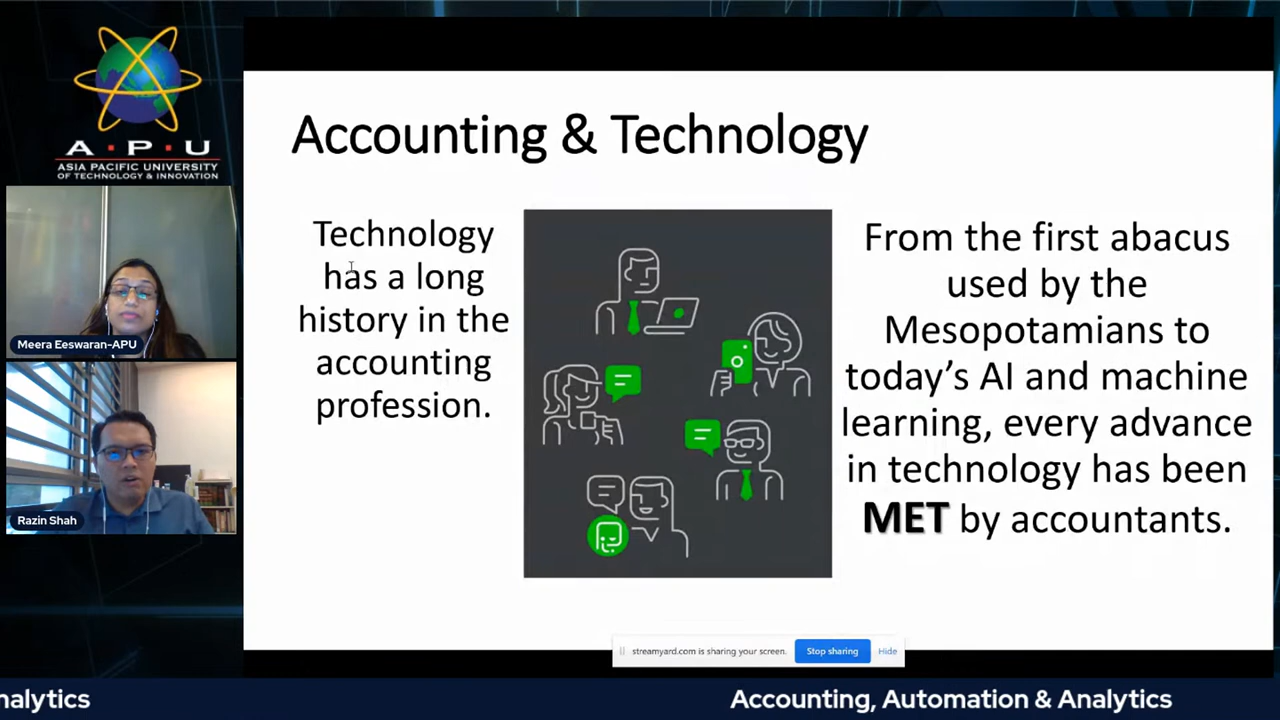 A · P · U
ASIA PACIFIC UNIVERSITY
OF TECHNOLOGY & INNOVATION
Meera Eeswaran-APU
Razin Shah
Accounting & Technology
Technology
has a long
history in the
accounting
profession.
From the first abacus
used by the
Mesopotamians to
today’s AI and machine
learning, every advance
in technology has been
MET by accountants.
streamyard.com is sharing your screen.
Stop sharing
Hide
nalytics
Accounting, Automation & Analytics